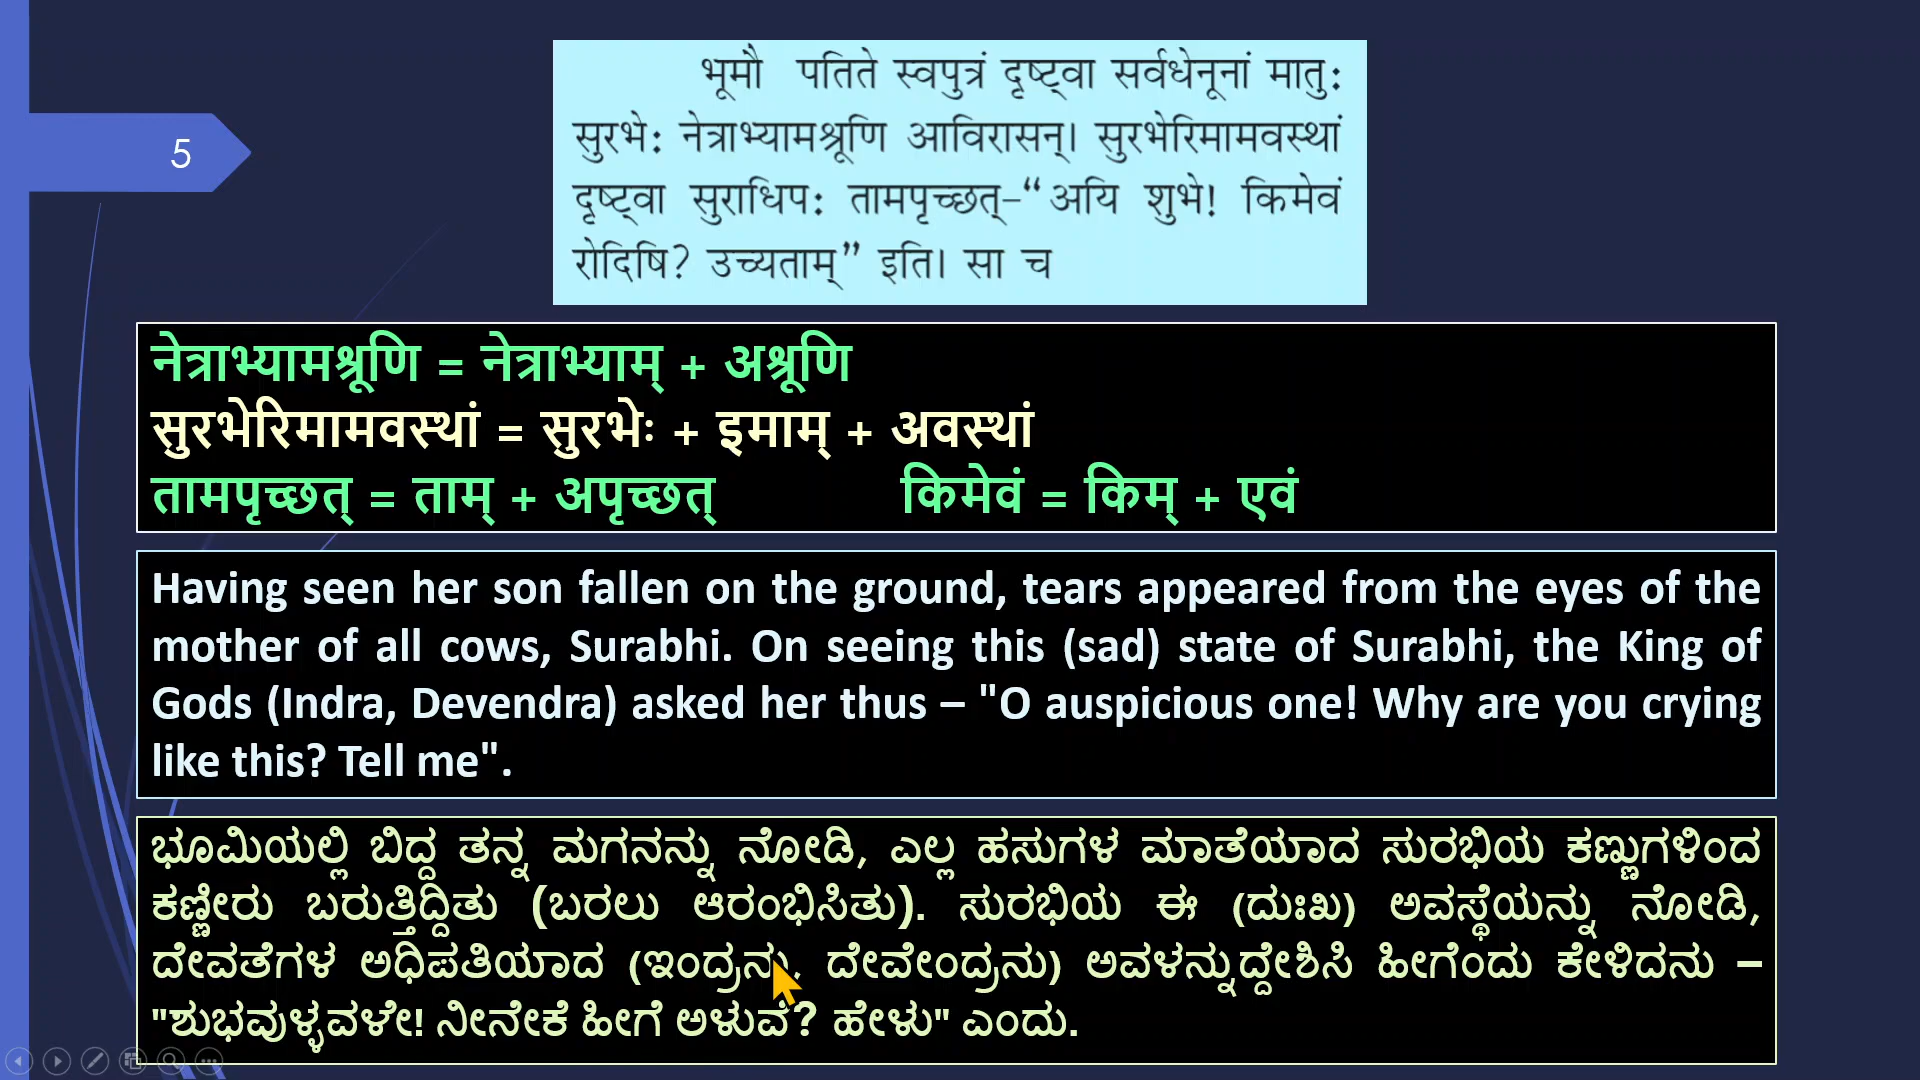 5
भूमौ पतिते स्वपुत्रं दृष्ट्वा सर्वधेनूनां मातुः
सुरभेः नेत्राभ्यामश्रूणि आविरासन्। सुरभेरिमामवस्थां
दृष्ट्वा सुराधिपः तामपृच्छत्-“अयि शुभे! किमेवं
रोदिषि? उच्यताम्” इति। सा च
नेत्राभ्यामश्रूणि = नेत्राभ्याम् + अश्रूणि
सुरभेरिमामवस्थां = सुरभेः + इमाम् + अवस्थां
तामपृच्छत् = ताम् + अपृच्छत् किमेवं = किम् + एवं
Having seen her son fallen on the ground, tears appeared from the eyes of the
mother of all cows, Surabhi. On seeing this (sad) state of Surabhi, the King of
Gods (Indra, Devendra) asked her thus – "O auspicious one! Why are you crying
like this? Tell me".
ಭೂಮಿಯಲ್ಲಿ ಬಿದ್ದ ತನ್ನ ಮಗನನ್ನು ನೋಡಿ, ಎಲ್ಲ ಹಸುಗಳ ಮಾತೆಯಾದ ಸುರಭಿಯ ಕಣ್ಣುಗಳಿಂದ
ಕಣ್ಣೀರು ಬರುತ್ತಿದ್ದಿತು (ಬರಲು ಆರಂಭಿಸಿತು). ಸುರಭಿಯ ಈ (ದುಃಖ) ಅವಸ್ಥೆಯನ್ನು ನೋಡಿ,
ದೇವತೆಗಳ ಅಧಿಪತಿಯಾದ (ಇಂದ್ರನು, ದೇವೇಂದ್ರನು) ಅವಳನ್ನುದ್ದೇಶಿಸಿ ಹೀಗೆಂದು ಕೇಳಿದನು –
"ಶುಭವುಳ್ಳವಳೇ! ನೀನೇಕೆ ಹೀಗೆ ಅಳುವೆ? ಹೇಳು" ಎಂದು.